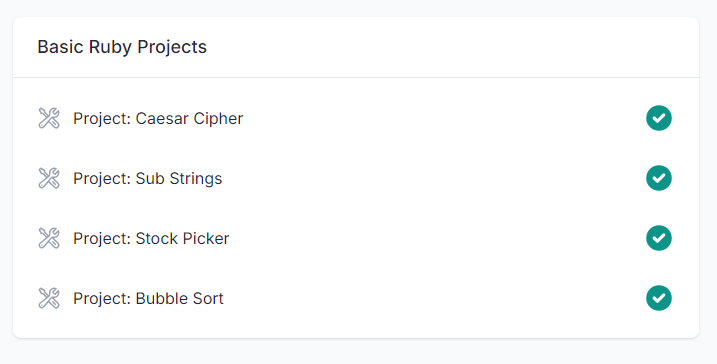 Basic Ruby Projects
Project: Caesar Cipher
Project: Sub Strings
Project: Stock Picker
Project: Bubble Sort